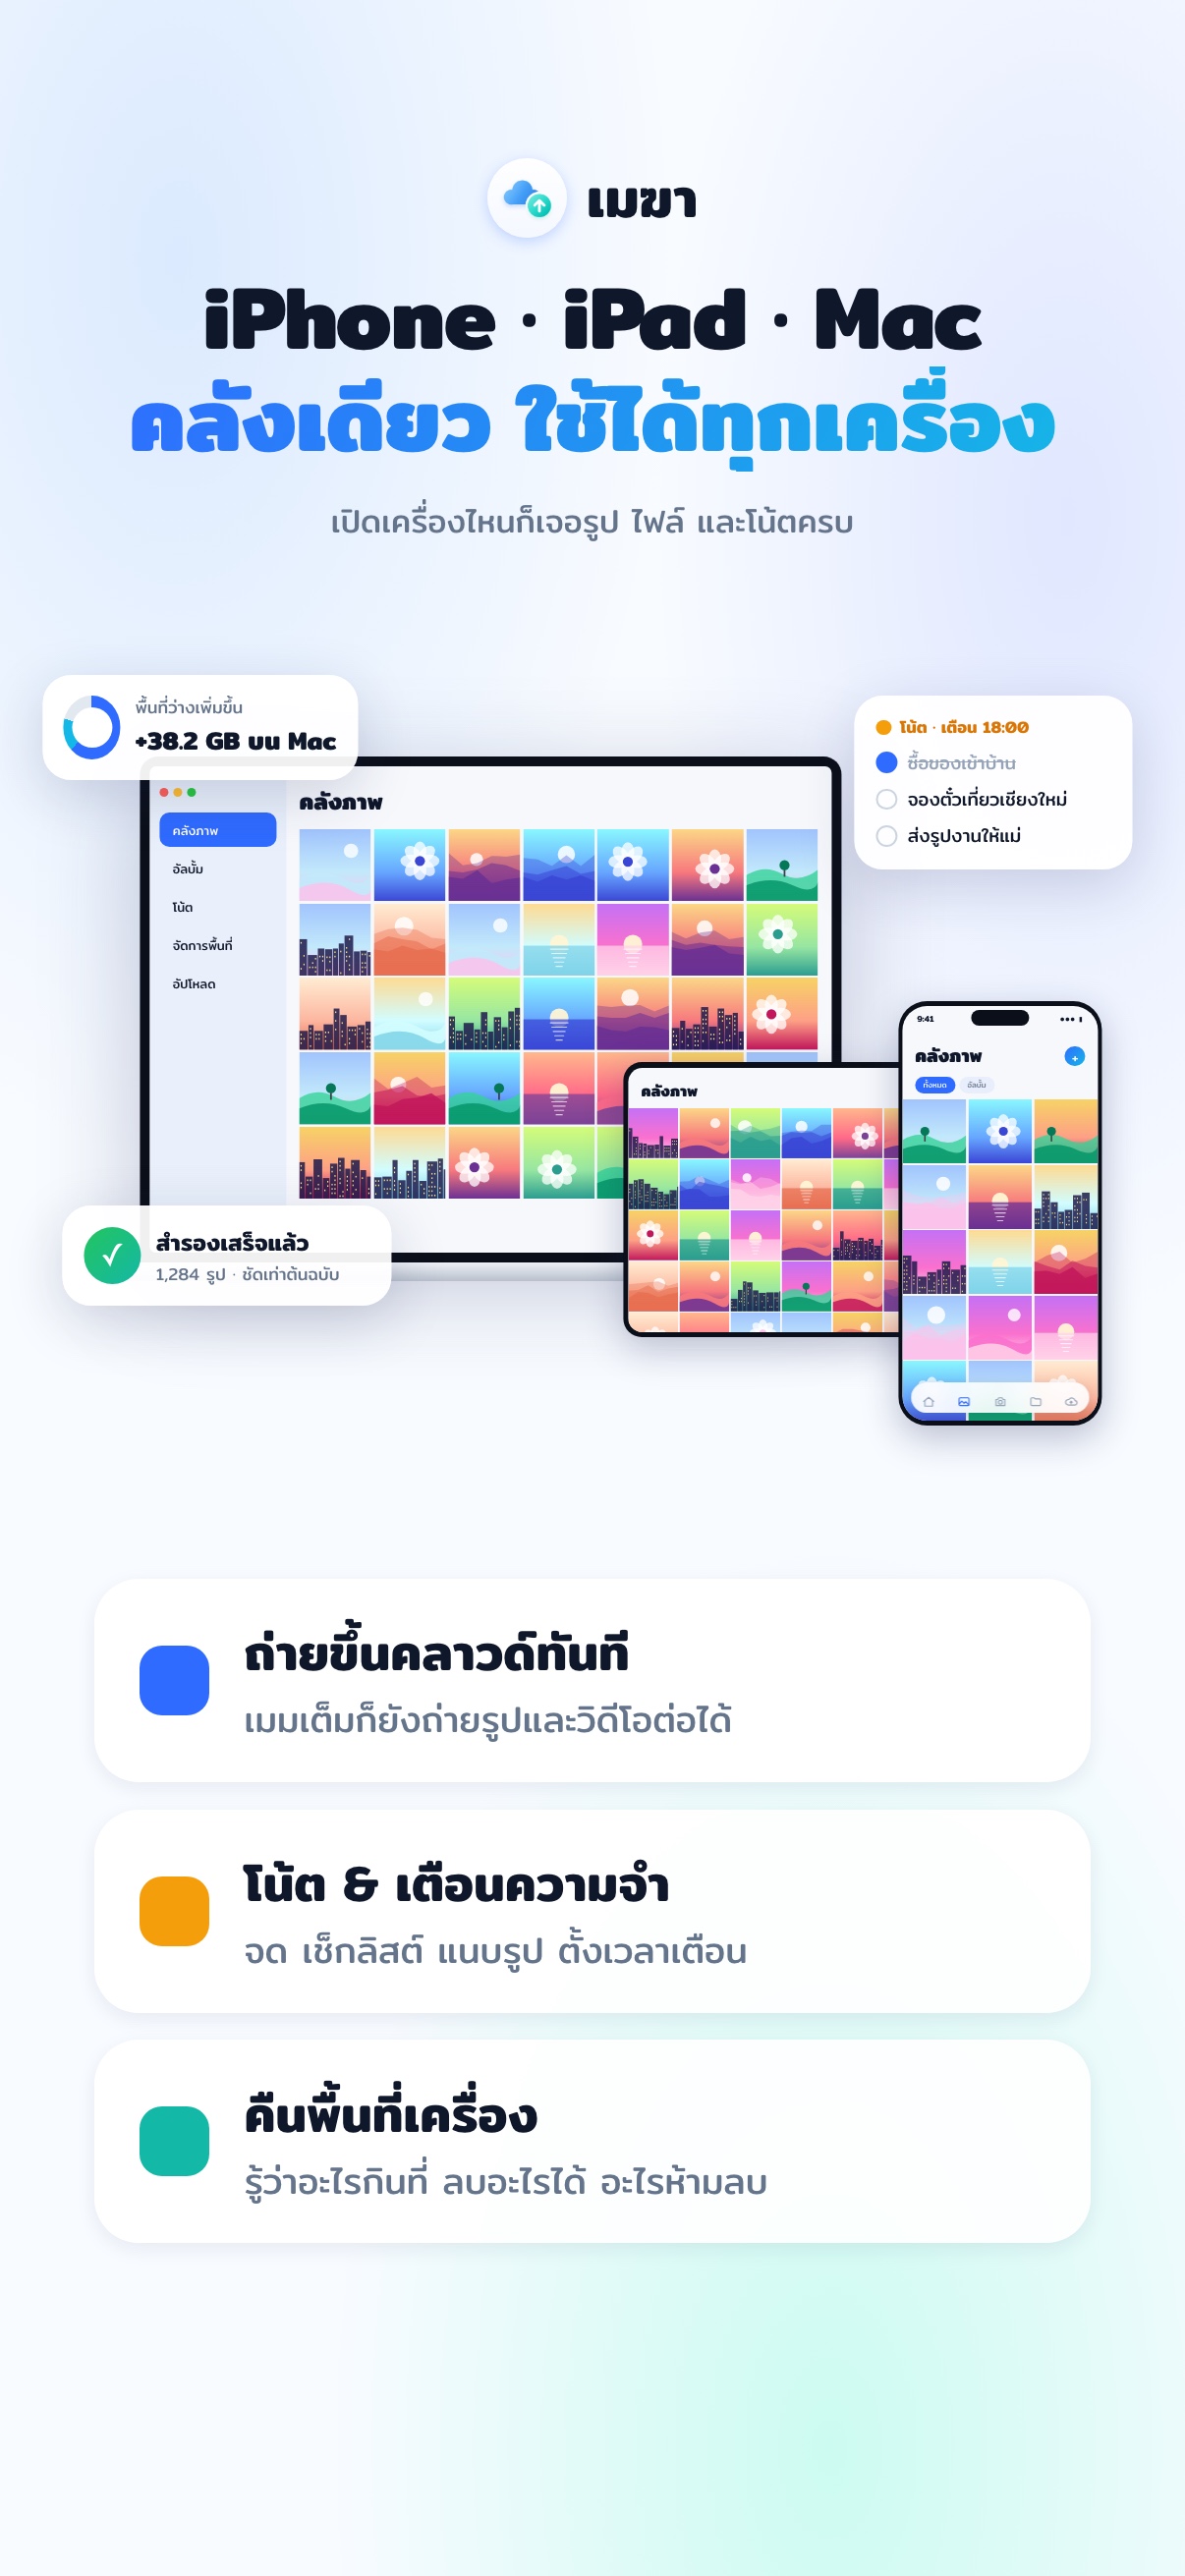 เมฆา
iPhone · iPad · Mac
คลังเดียว ใช้ได้ทุกเครื่อง
เปิดเครื่องไหนก็เจอรูป ไฟล์ และโน้ตครบ
พื้นที่ว่างเพิ่มขึ้น
+38.2 GB บน Mac
โน้ต · เตือน 18:00
ซื้อของเข้าบ้าน
จองตั๋วเที่ยวเชียงใหม่
ส่งรูปงานให้แม่
คลังภาพ
คลังภาพ
อัลบั้ม
โน้ต
จัดการพื้นที่
อัปโหลด
9:41
คลังภาพ
ทั้งหมด
อัลบั้ม
คลังภาพ
สำรองเสร็จแล้ว
1,284 รูป · ชัดเท่าต้นฉบับ
ถ่ายขึ้นคลาวด์ทันที
เมมเต็มก็ยังถ่ายรูปและวิดีโอต่อได้
โน้ต & เตือนความจำ
จด เช็กลิสต์ แนบรูป ตั้งเวลาเตือน
คืนพื้นที่เครื่อง
รู้ว่าอะไรกินที่ ลบอะไรได้ อะไรห้ามลบ